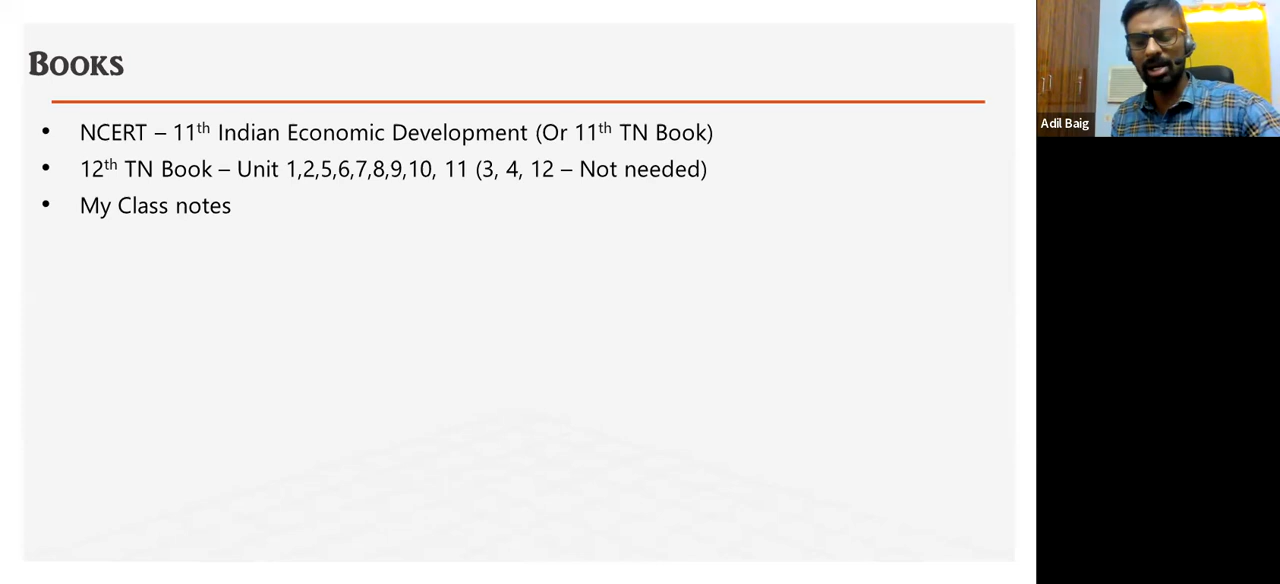 Books
• NCERT – 11th Indian Economic Development (Or 11th TN Book)
• 12th TN Book – Unit 1,2,5,6,7,8,9,10, 11 (3, 4, 12 – Not needed)
• My Class notes
Adil Baig